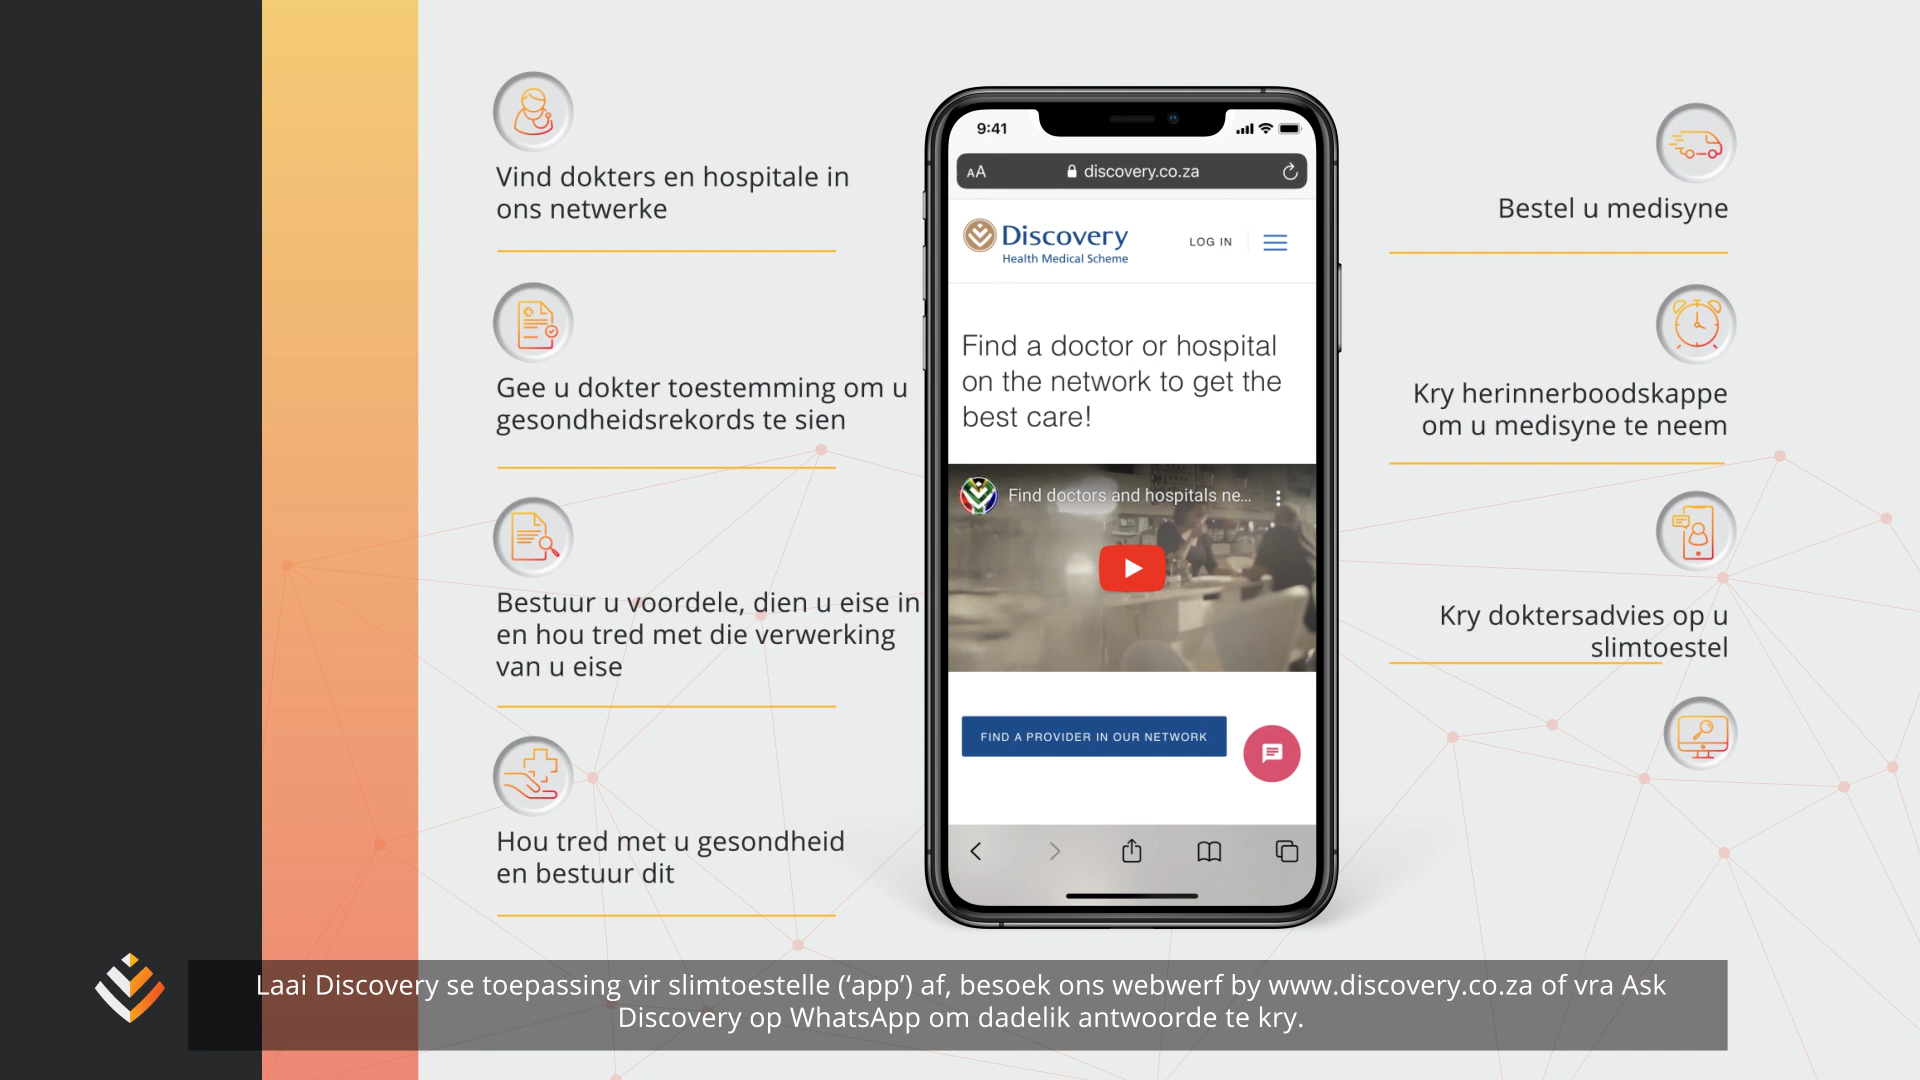 Vind dokters en hospitale in
ons netwerke
Gee u dokter toestemming om u
gesondheidsrekords te sien
Bestuur u voordele, dien u eise in
en hou tred met die verwerking
van u eise
Hou tred met u gesondheid
en bestuur dit
9:41
AA
discovery.co.za
Discovery
Health Medical Scheme
LOG IN
Find a doctor or hospital
on the network to get the
best care!
Find doctors and hospitals ne...
FIND A PROVIDER IN OUR NETWORK
Bestel u medisyne
Kry herinnerboodskappe
om u medisyne te neem
Kry doktersadvies op u
slimtoestel
Laai Discovery se toepassing vir slimtoestelle (‘app’) af, besoek ons webwerf by www.discovery.co.za of vra Ask
Discovery op WhatsApp om dadelik antwoorde te kry.